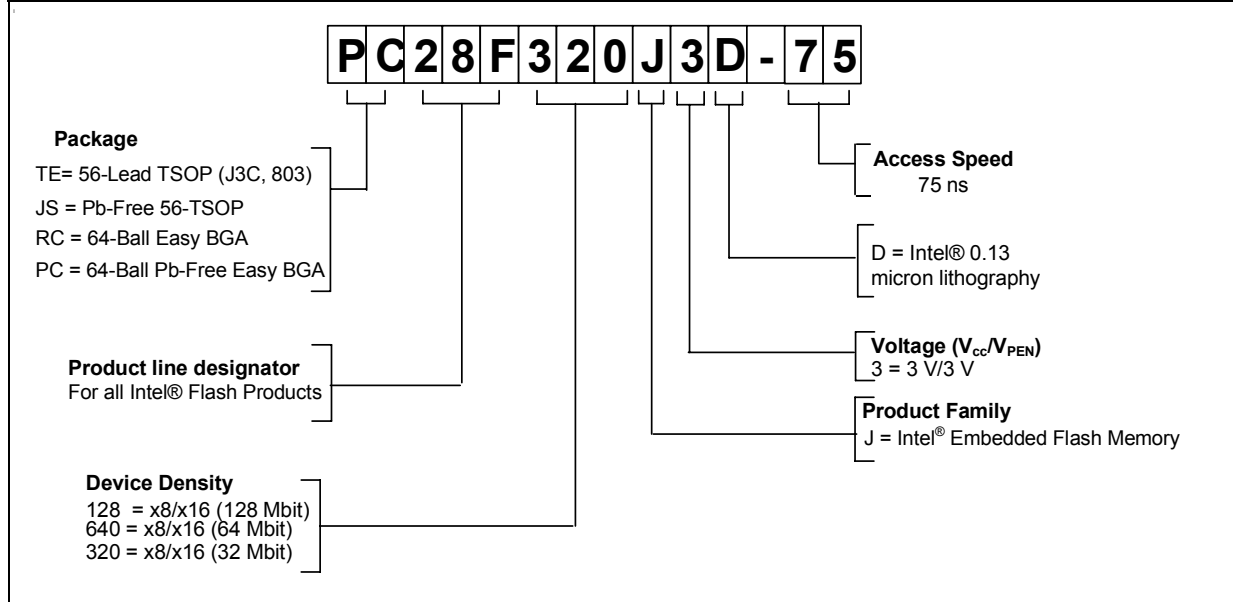 PC28F320J3D-75
Package
TE= 56-Lead TSOP (J3C, 803)
JS = Pb-Free 56-TSOP
RC = 64-Ball Easy BGA
PC = 64-Ball Pb-Free Easy BGA
Product line designator
For all Intel® Flash Products
Device Density
128 = x8/x16 (128 Mbit)
640 = x8/x16 (64 Mbit)
320 = x8/x16 (32 Mbit)
Access Speed
75 ns
D = Intel® 0.13
micron lithography
Voltage (Vcc/VPEN)
3 = 3 V/3 V
Product Family
J = Intel® Embedded Flash Memory